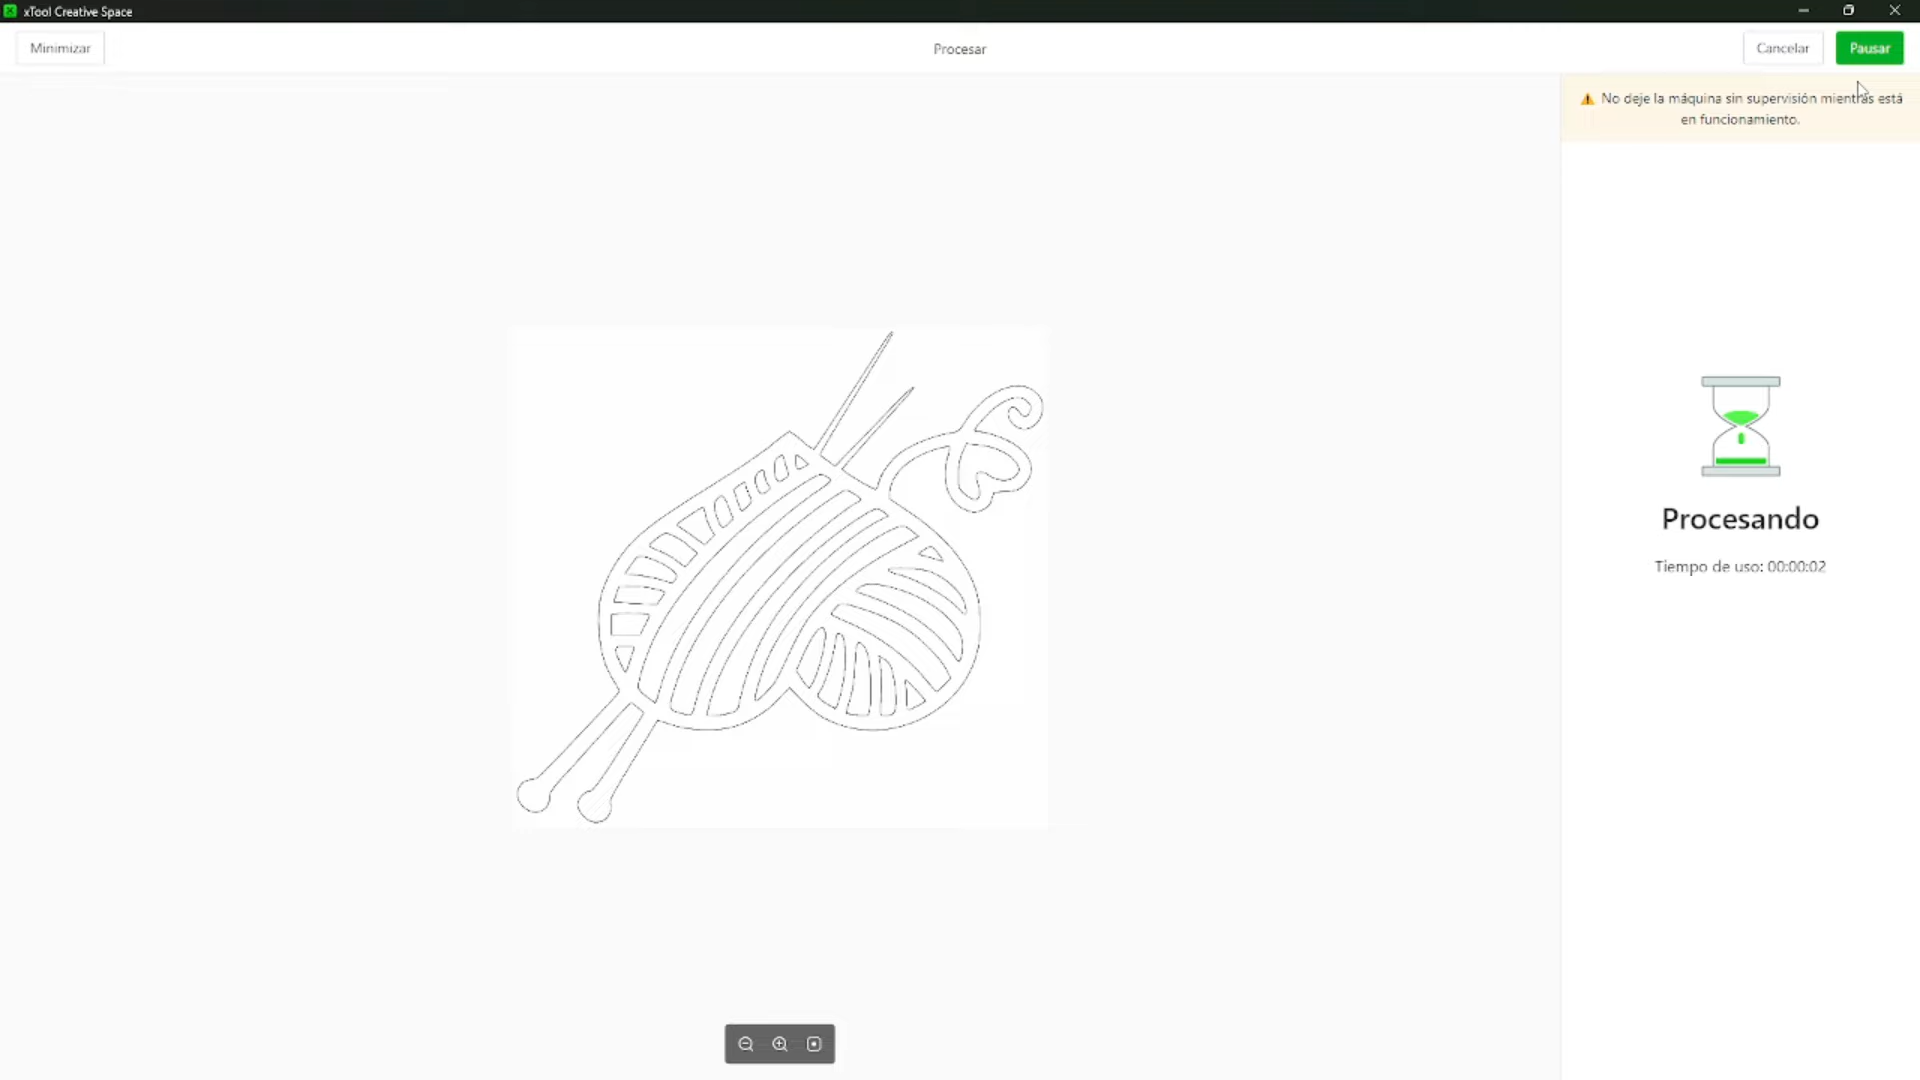 xTool Creative Space
Minimizar
Procesar
Cancelar
Pausar
No deje la máquina sin supervisión mientras está
en funcionamiento.
Procesando
Tiempo de uso: 00:00:02